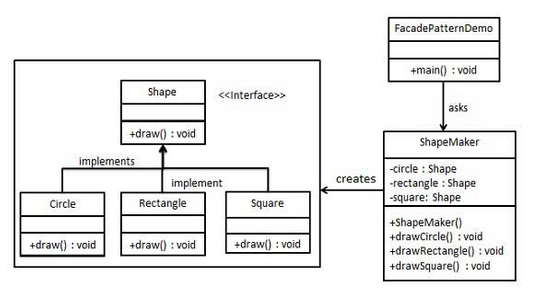 FacadePatternDemo
+main() : void
asks
Shape
<<Interface>>
+draw() : void
implements
implement
Circle
+draw() : void
Rectangle
+draw() : void
Square
+draw() : void
creates
ShapeMaker
-circle : Shape
-rectangle : Shape
-square: Shape
+ShapeMaker()
+drawCircle() : void
+drawRectangle() : void
+drawSquare() : void